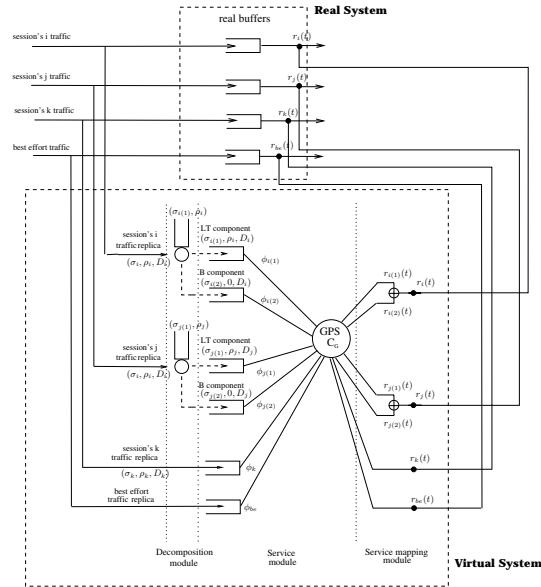 Real System
real buffers
session's i traffic
r_i(t)
session's j traffic
r_j(t)
session's k traffic
r_k(t)
best effort traffic
r_be(t)
(σ_i(1), ρ_i)
session's i
traffic replica
(σ_i, ρ_i, D_i)
LT component
(σ_i(1), ρ_i, D_i)
ϕ_i(1)
B component
(σ_i(2), 0, D_i)
ϕ_i(2)
r_i(1)(t)
r_i(t)
r_i(2)(t)
GPS
C_G
(σ_j(1), ρ_j)
session's j
traffic replica
(σ_i, ρ_i, D_i)
LT component
(σ_j(1), ρ_j, D_j)
ϕ_j(1)
B component
(σ_j(2), 0, D_j)
ϕ_j(2)
r_j(1)(t)
r_j(t)
r_j(2)(t)
session's k
traffic replica
(σ_k, ρ_k, D_k)
ϕ_k
r_k(t)
best effort
traffic replica
ϕ_be
r_be(t)
Decomposition
module
Service
module
Service mapping
module
Virtual System